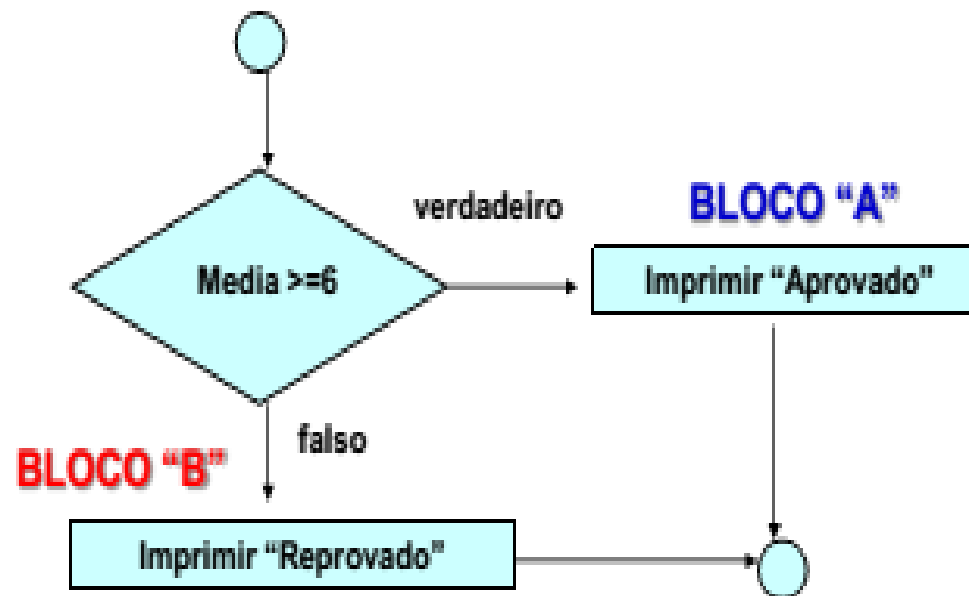 verdadeiro
BLOCO “A”
Media >=6
Imprimir “Aprovado”
falso
BLOCO “B”
Imprimir “Reprovado”